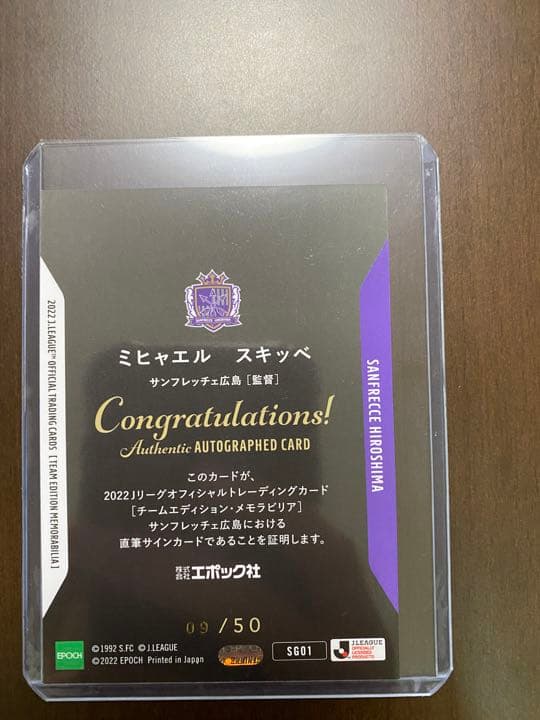 ミヒャエル スキッベ
サンフレッチェ広島 [監督]
Congratulations!
Authentic AUTOGRAPHED CARD
このカードが、
2022Jリーグオフィシャルトレーディングカード
[チームエディション・メモラビリア]
サンフレッチェ広島における
直筆サインカードであることを証明します。
株式会社エポック社
09/50
EPOCH
©1992 S.FC © J.LEAGUE
©2022 EPOCH Printed in Japan
SG01
J.LEAGUE
OFFICIALLY
LICENSED
PRODUCTS
2022 J.LEAGUE™ OFFICIAL TRADING CARDS [TEAM EDITION MEMORABILIA]
SANFRECCE HIROSHIMA